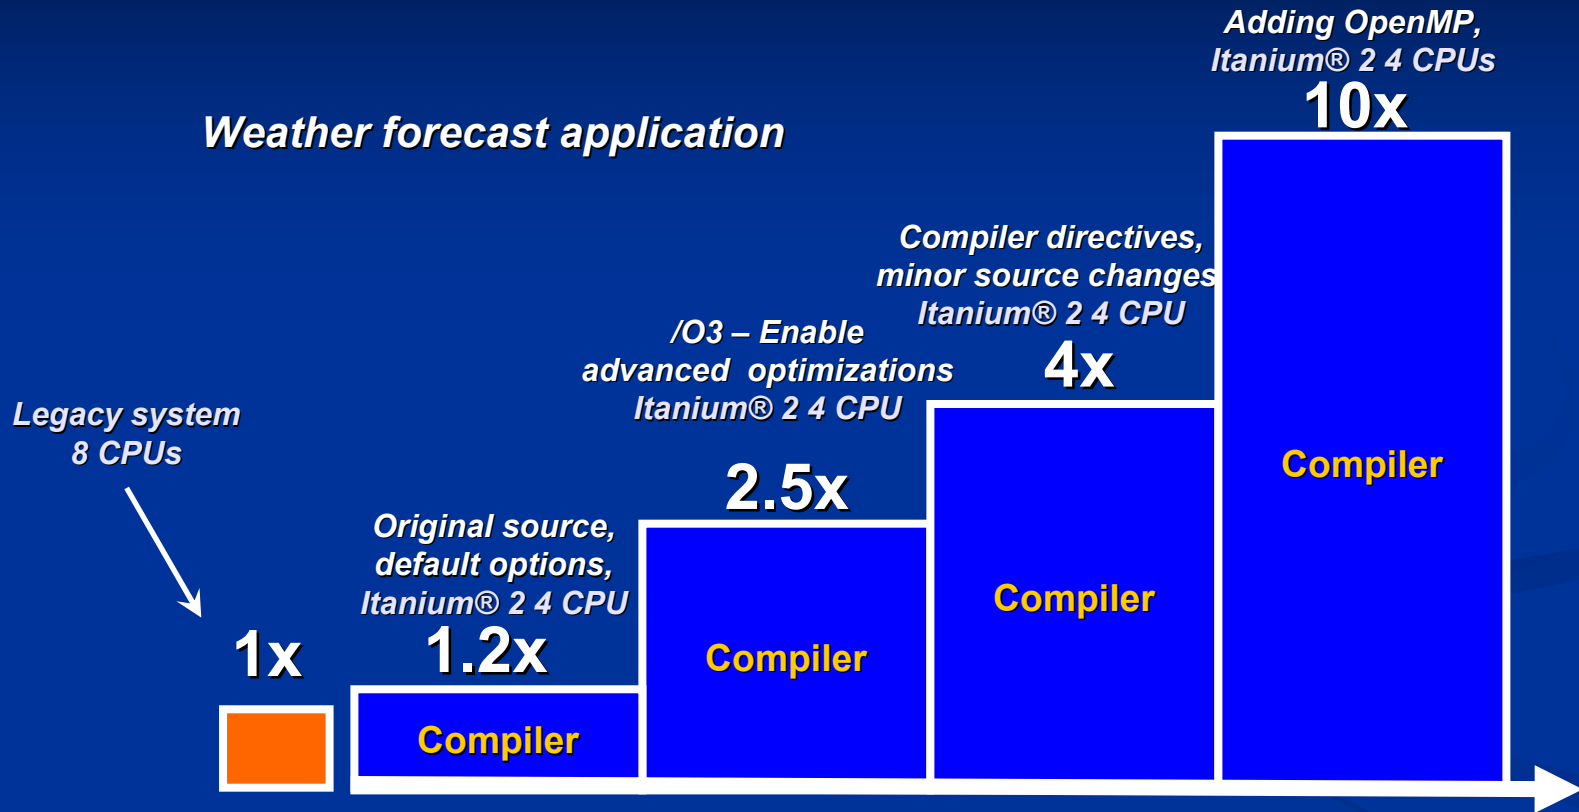 Weather forecast application
Legacy system
8 CPUs
1x
Original source,
default options,
Itanium® 2 4 CPU
1.2x
Compiler
/O3 – Enable
advanced optimizations
Itanium® 2 4 CPU
2.5x
Compiler
Compiler directives,
minor source changes
Itanium® 2 4 CPU
4x
Compiler
Adding OpenMP,
Itanium® 2 4 CPUs
10x
Compiler